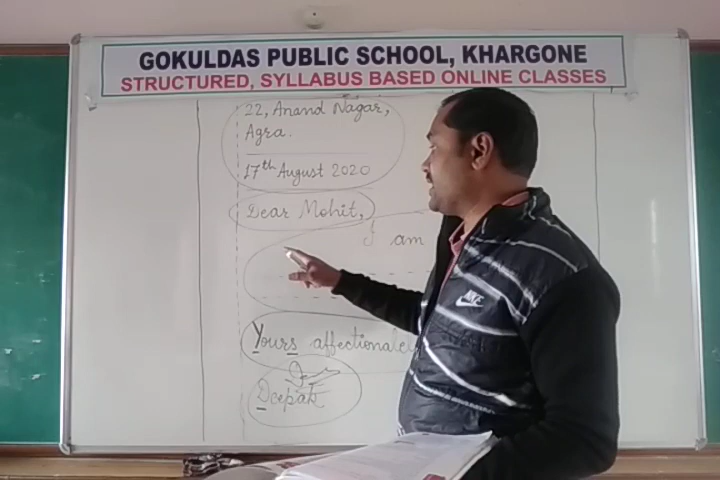 GOKULDAS PUBLIC SCHOOL, KHARGONE
STRUCTURED, SYLLABUS BASED ONLINE CLASSES
22, Anand Nagar,
Agra.
17th August 2020
Dear Mohit,
I am
Yours
Deepak
NIKE